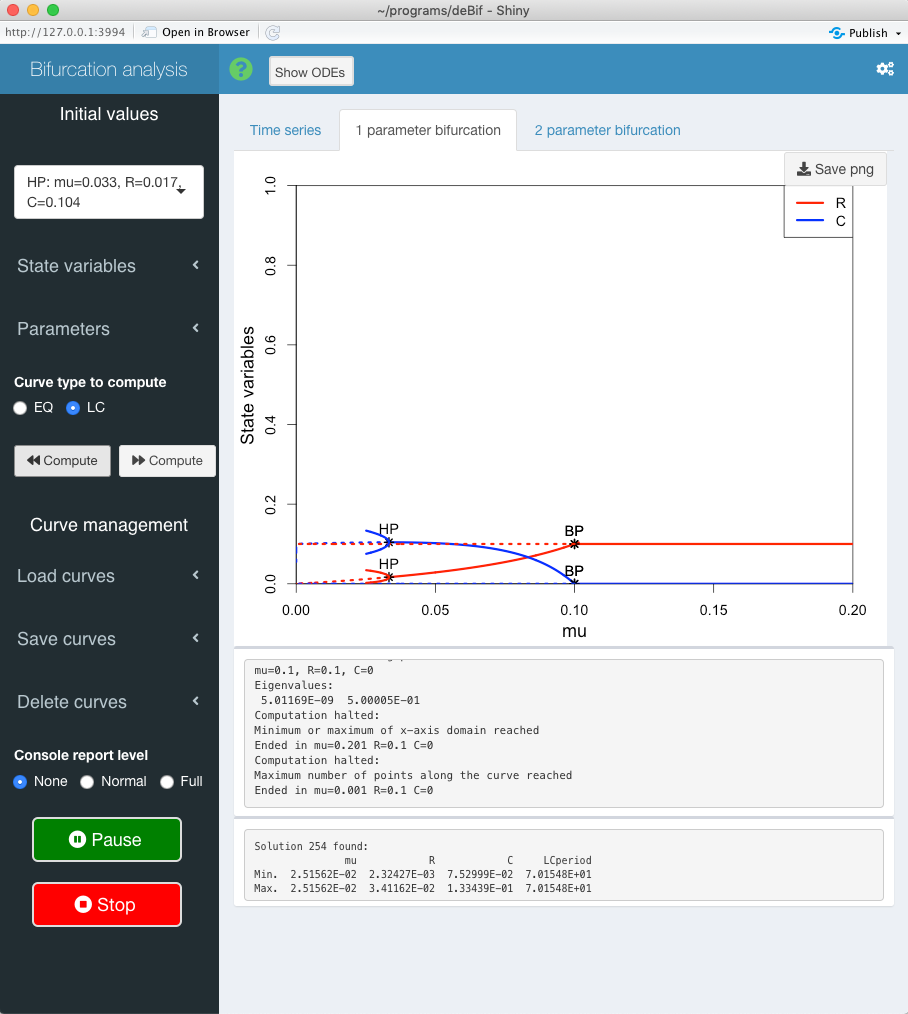 ~/programs/deBif - Shiny
http://127.0.0.1:3994 Open in Browser Publish
Bifurcation analysis
? Show ODEs
Initial values
HP: mu=0.033, R=0.017,
C=0.104
State variables
Parameters
Curve type to compute
EQ LC
Compute Compute
Curve management
Load curves
Save curves
Delete curves
Console report level
None Normal Full
Pause
Stop
Time series 1 parameter bifurcation 2 parameter bifurcation
Save png
R
C
State variables
1.0
0.8
0.6
0.4
0.2
0.0
HP
HP
BP
BP
0.00 0.05 0.10 0.15 0.20
mu
mu=0.1, R=0.1, C=0
Eigenvalues:
5.01169E-09 5.00005E-01
Computation halted:
Minimum or maximum of x-axis domain reached
Ended in mu=0.201 R=0.1 C=0
Computation halted:
Maximum number of points along the curve reached
Ended in mu=0.001 R=0.1 C=0
Solution 254 found:
mu R C LCperiod
Min. 2.51562E-02 2.32427E-03 7.52999E-02 7.01548E+01
Max. 2.51562E-02 3.41162E-02 1.33439E-01 7.01548E+01